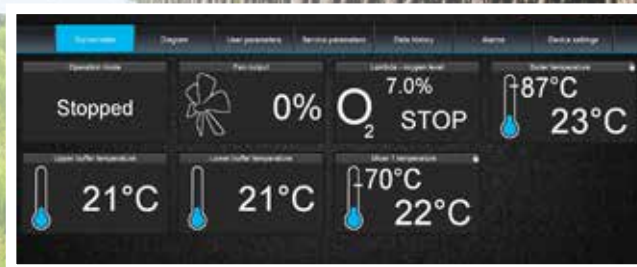 Diagram
User parameters
Service parameters
Data history
Alarms
Device settings
Operation mode
Stopped
Fan output
0%
Lambda - oxygen level
O2
7.0%
STOP
Boiler temperature
87°C
23°C
Upper buffer temperature
21°C
Lower buffer temperature
21°C
Mixer 1 temperature
70°C
22°C